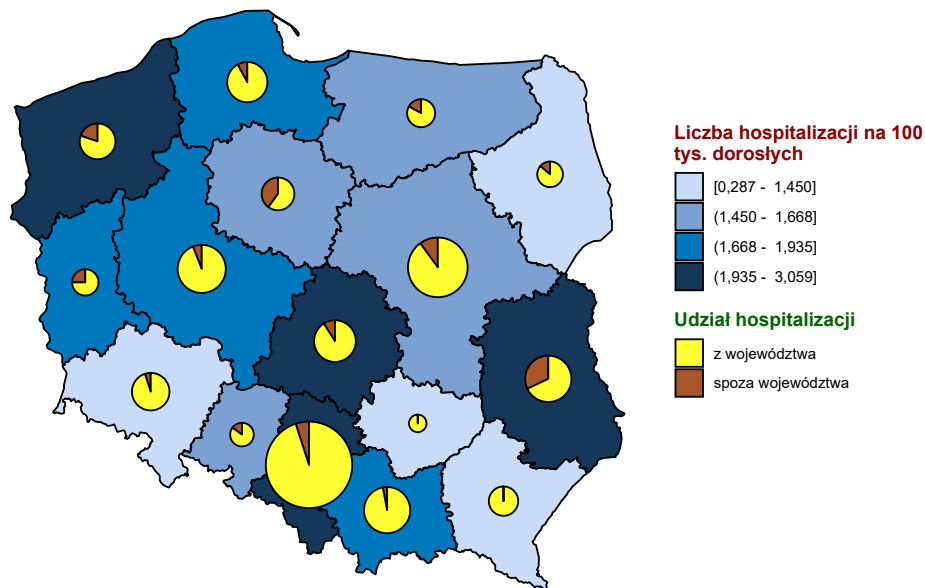 Liczba hospitalizacji na 100
tys. dorosłych
[0,287 - 1,450]
(1,450 - 1,668]
(1,668 - 1,935]
(1,935 - 3,059]
Udział hospitalizacji
z województwa
spoza województwa